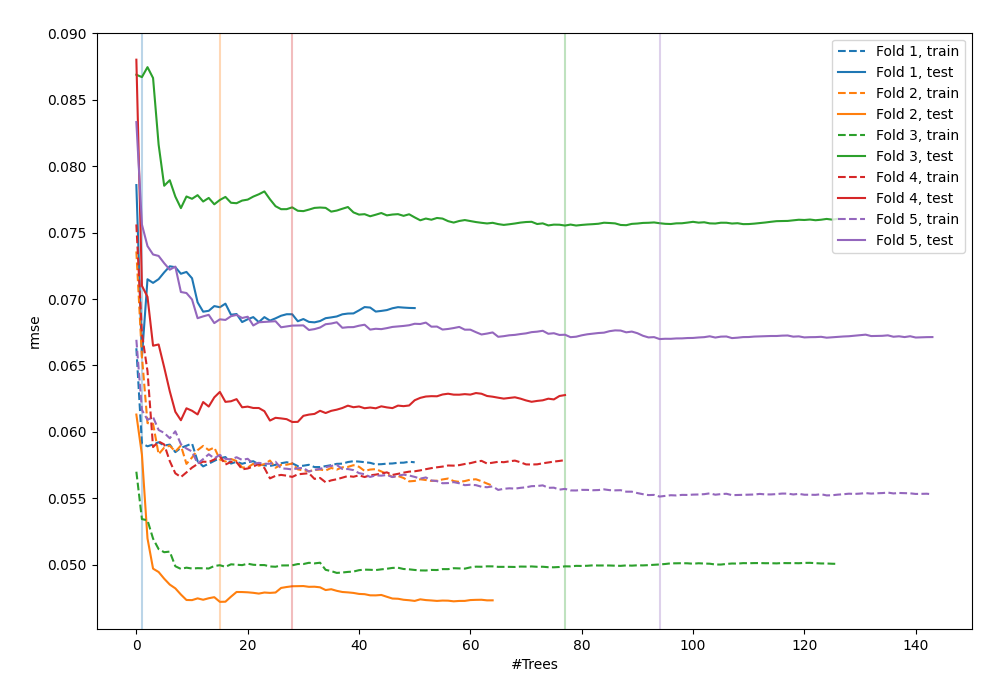 0.090
0.085
0.080
0.075
0.070
0.065
0.060
0.055
0.050
rmse
0 20 40 60 80 100 120 140
#Trees
Fold 1, train
Fold 1, test
Fold 2, train
Fold 2, test
Fold 3, train
Fold 3, test
Fold 4, train
Fold 4, test
Fold 5, train
Fold 5, test